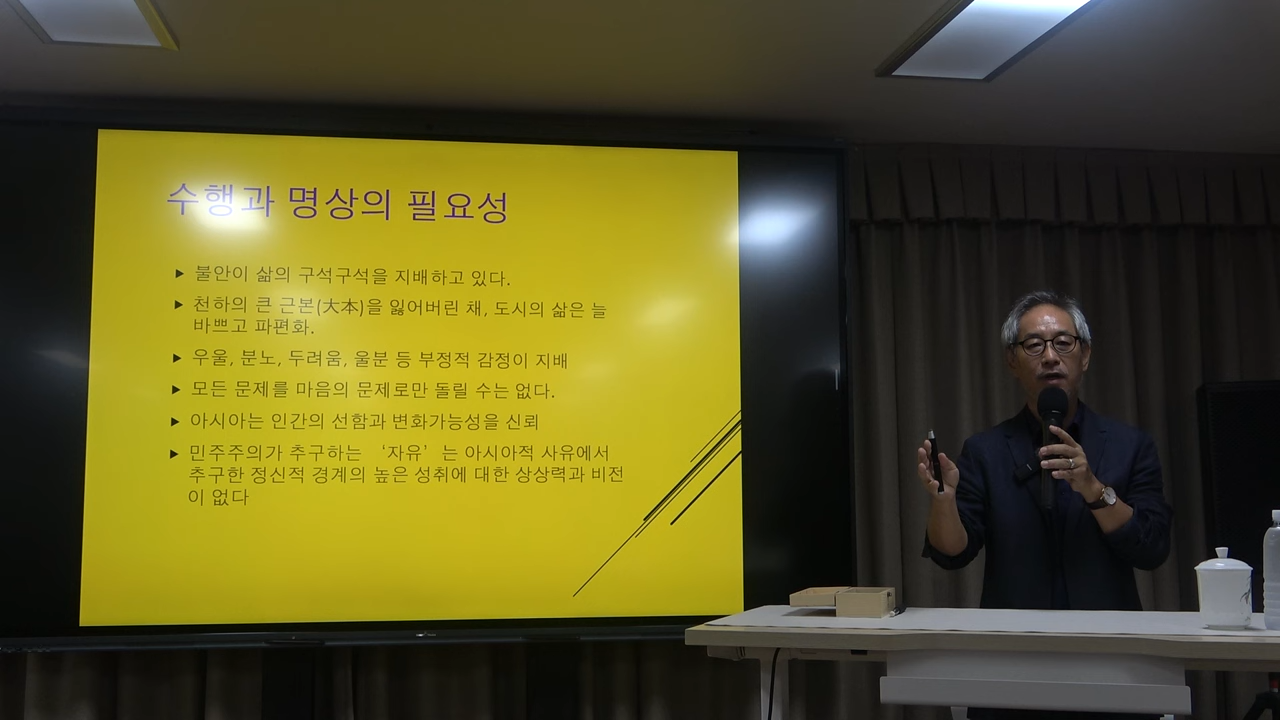 수행과 명상의 필요성
▶ 불안이 삶의 구석구석을 지배하고 있다.
▶ 천하의 큰 근본(大本)을 잃어버린 채, 도시의 삶은 늘
바쁘고 파편화.
▶ 우울, 분노, 두려움, 울분 등 부정적 감정이 지배
▶ 모든 문제를 마음의 문제로만 돌릴 수는 없다.
▶ 아시아는 인간의 선함과 변화가능성을 신뢰
▶ 민주주의가 추구하는 ‘자유’ 는 아시아적 사유에서
추구한 정신적 경계의 높은 성취에 대한 상상력과 비전
이 없다